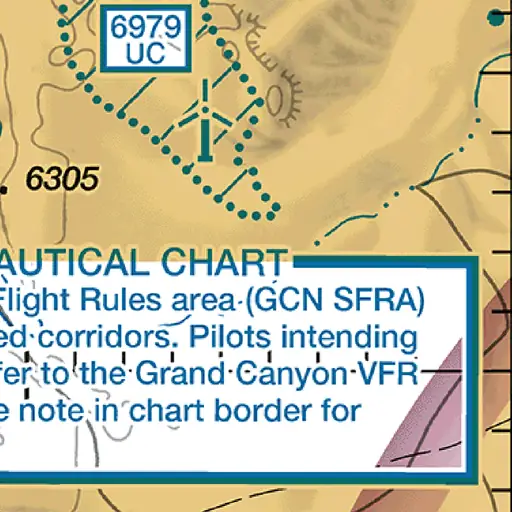 6979
UC
6305
AUTICAL CHART
Flight Rules area (GCN SFRA)
ed corridors. Pilots intending
fer to the Grand Canyon VFR
e note in chart border for